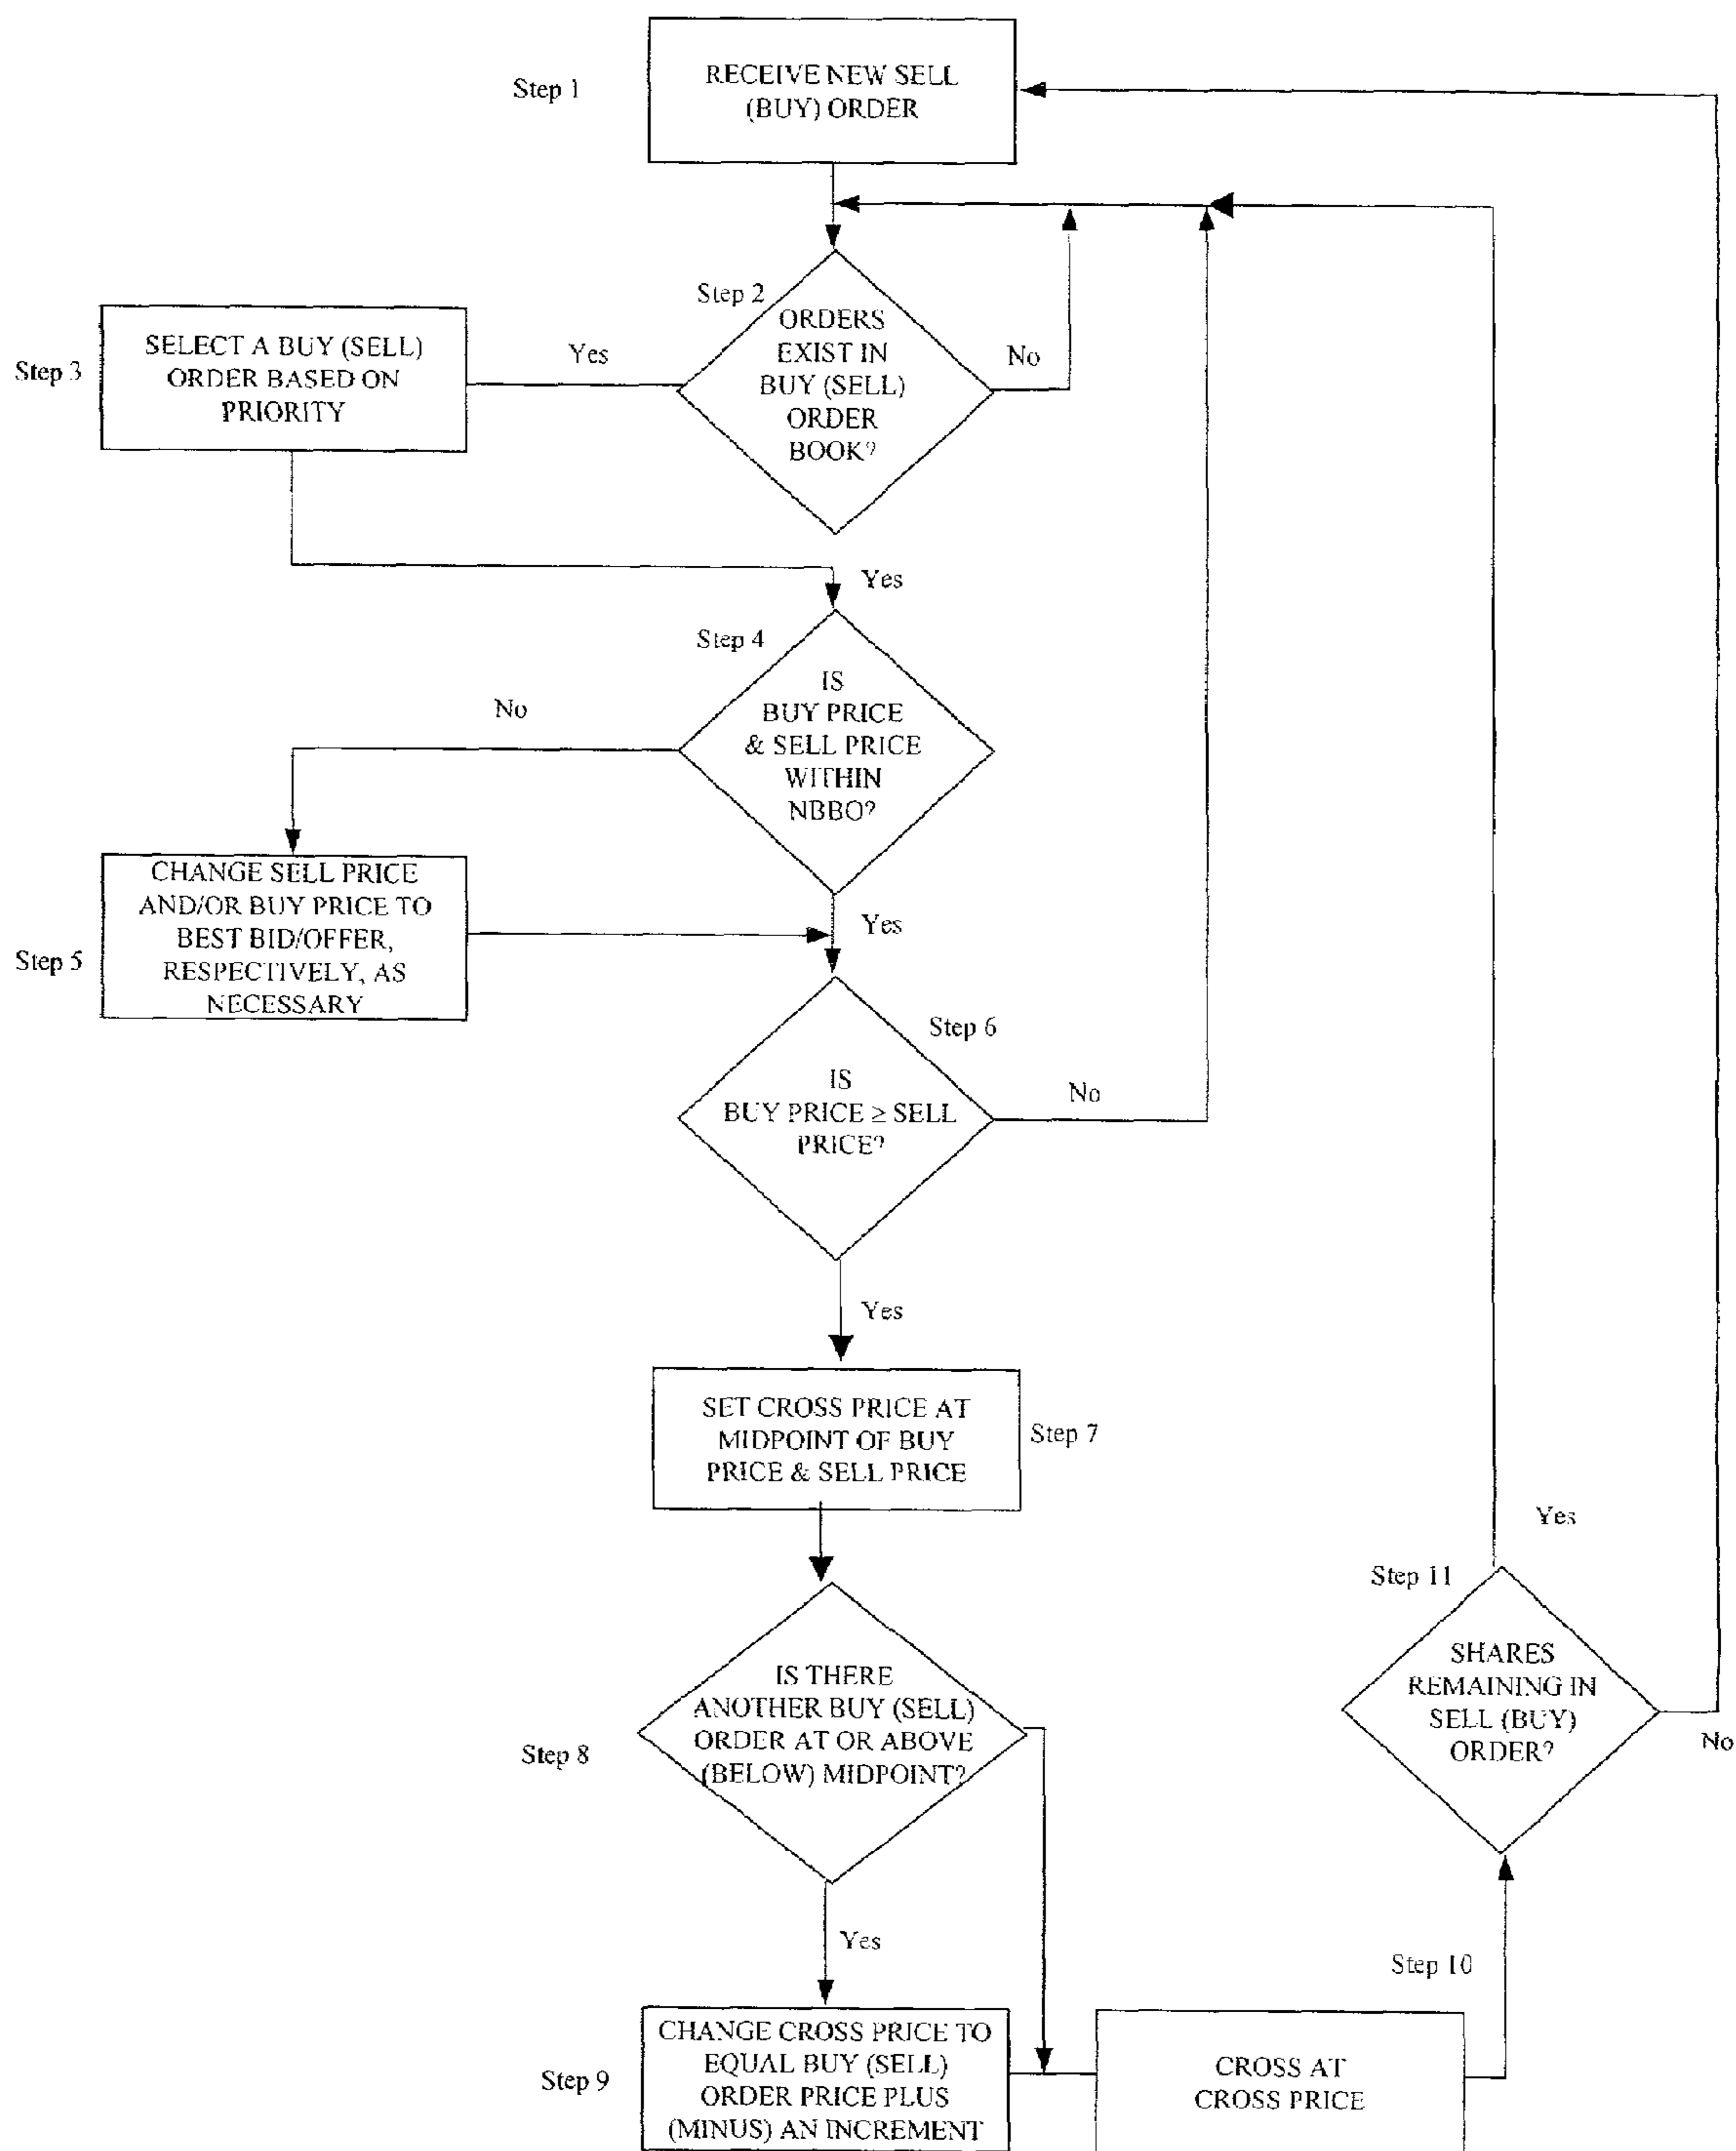 Step 1
RECEIVE NEW SELL
(BUY) ORDER
Step 2
ORDERS
EXIST IN
BUY (SELL)
ORDER
BOOK?
Yes
No
Step 3
SELECT A BUY (SELL)
ORDER BASED ON
PRIORITY
Yes
Step 4
IS
BUY PRICE
& SELL PRICE
WITHIN
NBBO?
No
Yes
Step 5
CHANGE SELL PRICE
AND/OR BUY PRICE TO
BEST BID/OFFER,
RESPECTIVELY, AS
NECESSARY
Step 6
IS
BUY PRICE ≥ SELL
PRICE?
No
Yes
SET CROSS PRICE AT
MIDPOINT OF BUY
PRICE & SELL PRICE
Step 7
Step 8
IS THERE
ANOTHER BUY (SELL)
ORDER AT OR ABOVE
(BELOW) MIDPOINT?
Yes
Step 9
CHANGE CROSS PRICE TO
EQUAL BUY (SELL)
ORDER PRICE PLUS
(MINUS) AN INCREMENT
Step 10
CROSS AT
CROSS PRICE
Step 11
SHARES
REMAINING IN
SELL (BUY)
ORDER?
Yes
No